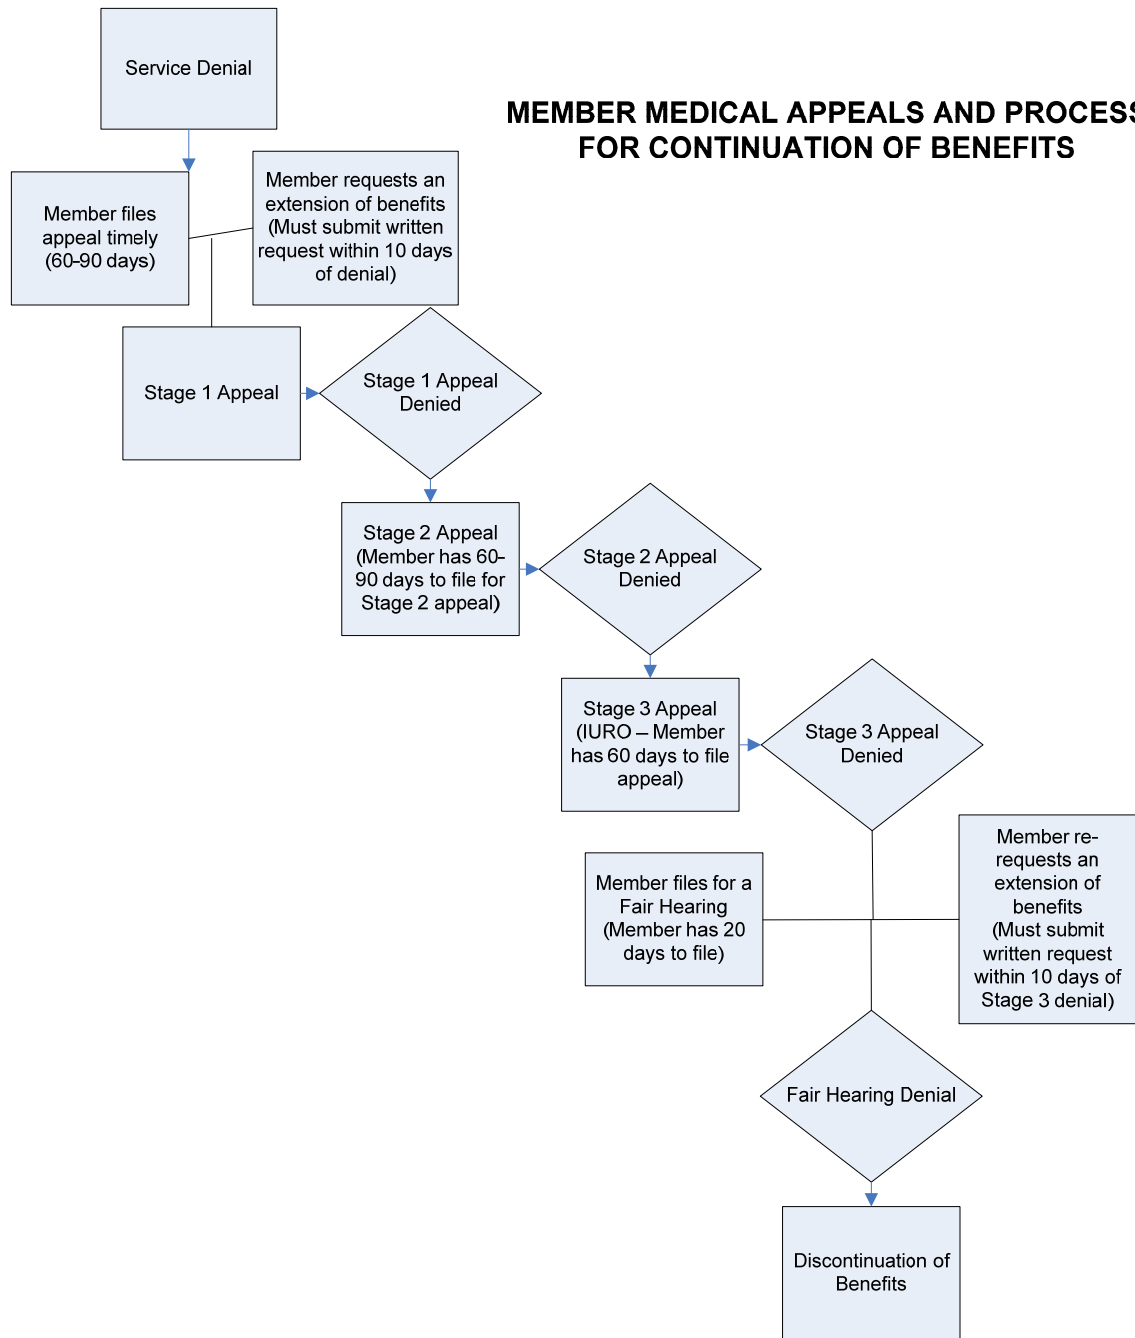 Service Denial
MEMBER MEDICAL APPEALS AND PROCESS
FOR CONTINUATION OF BENEFITS
Member files
appeal timely
(60-90 days)
Member requests an
extension of benefits
(Must submit written
request within 10 days
of denial)
Stage 1 Appeal
Stage 1 Appeal
Denied
Stage 2 Appeal
(Member has 60-
90 days to file for
Stage 2 appeal)
Stage 2 Appeal
Denied
Stage 3 Appeal
(IURO – Member
has 60 days to file
appeal)
Stage 3 Appeal
Denied
Member files for a
Fair Hearing
(Member has 20
days to file)
Member re-
requests an
extension of
benefits
(Must submit
written request
within 10 days of
Stage 3 denial)
Fair Hearing Denial
Discontinuation of
Benefits